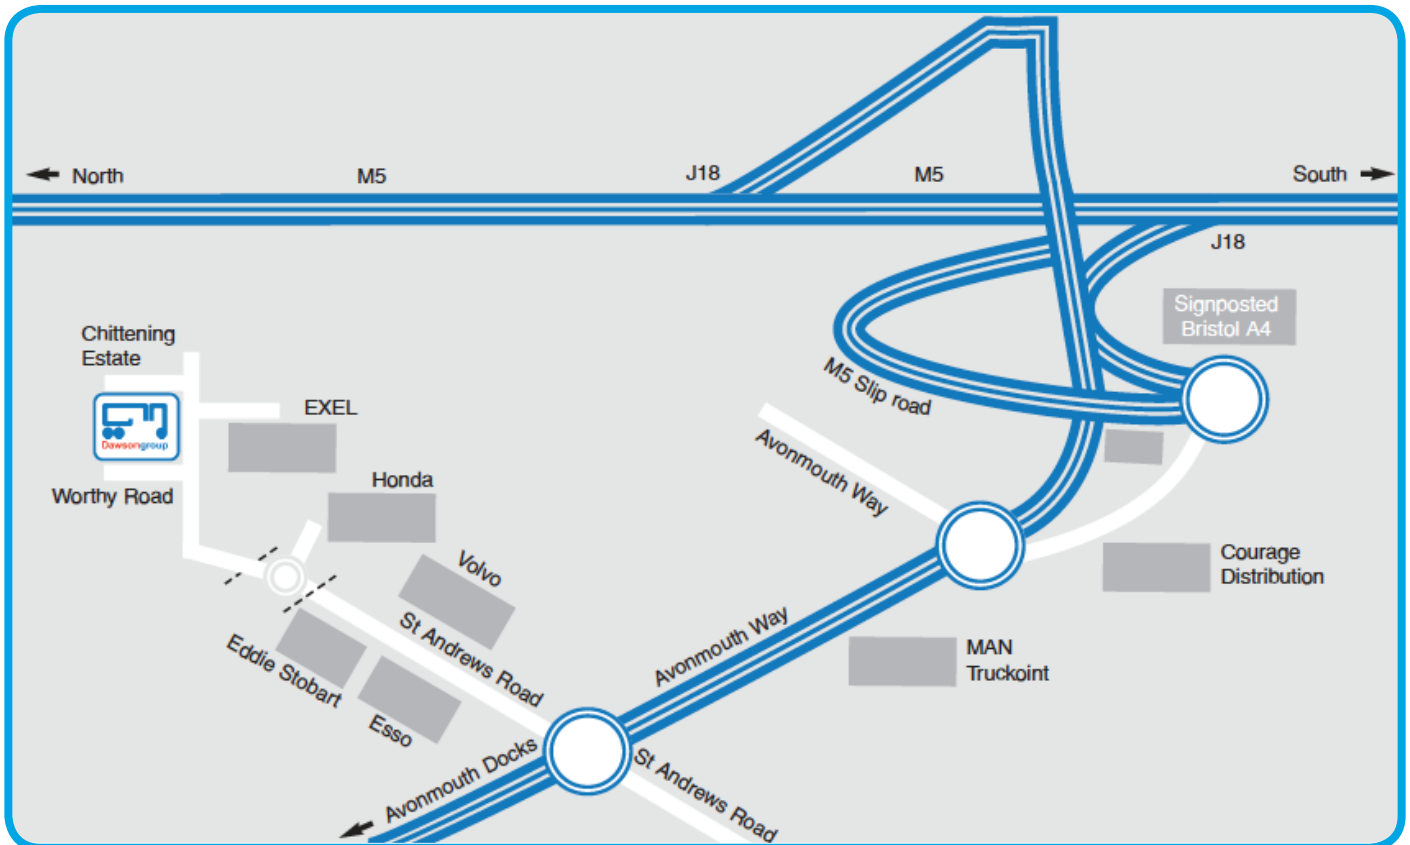 North
M5
J18
M5
South
J18
Signposted
Bristol A4
Chittening
Estate
M5 Slip road
EXEL
Dawsongroup
Avonmouth Way
Worthy Road
Honda
Volvo
Courage
Distribution
St Andrews Road
Avonmouth Way
MAN
Truckoint
Eddie Stobart
Esso
Avonmouth Docks
St Andrews Road